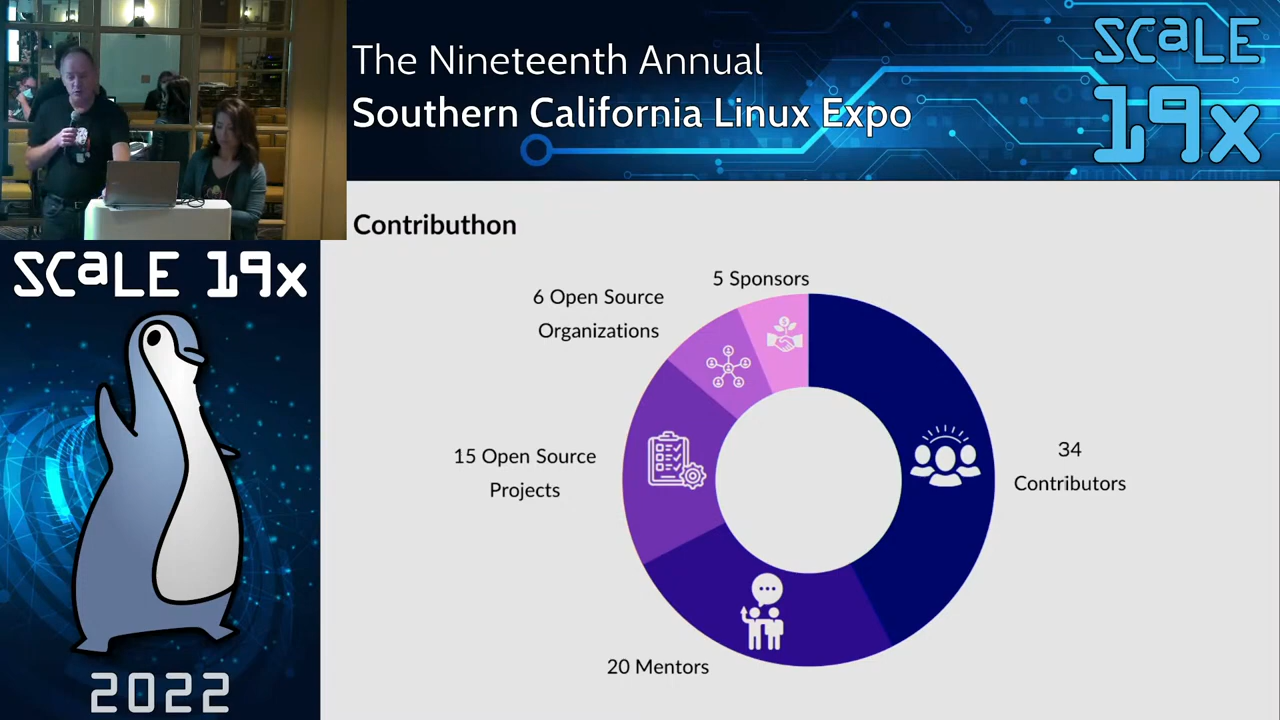 The Nineteenth Annual
Southern California Linux Expo
SCaLE
19x
SCaLE 19x
2022
Contributhon
5 Sponsors
6 Open Source
Organizations
15 Open Source
Projects
34
Contributors
20 Mentors